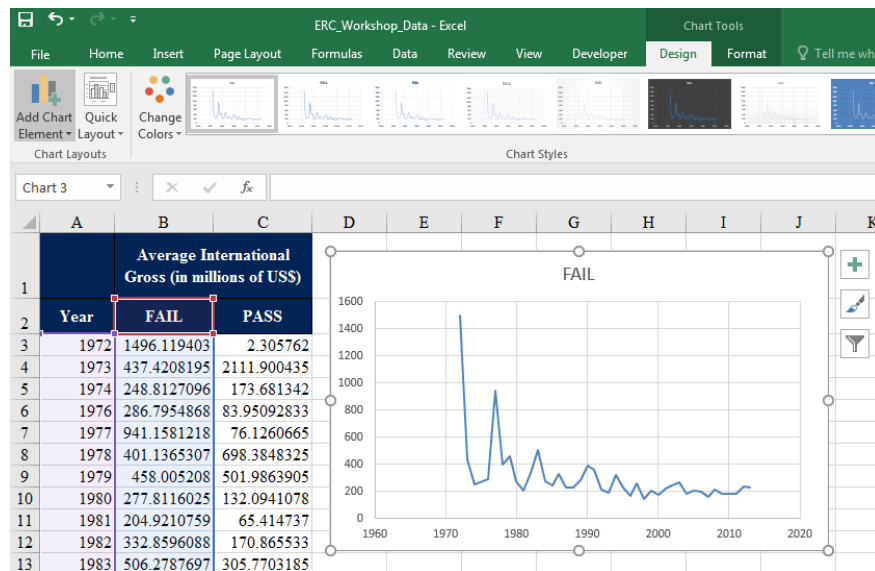 ERC_Workshop_Data - Excel
Chart Tools
File Home Insert Page Layout Formulas Data Review View Developer Design Format Tell me
Add Chart Element
Quick Layout
Change Colors
Chart Layouts
Chart Styles
Chart 3
fx
A B C D E F G H I J K
1 Average International Gross (in millions of US$)
2 Year FAIL PASS
3 1972 1496.119403 2.305762
4 1973 437.4208195 2111.900435
5 1974 248.8127096 173.681342
6 1976 286.7954868 83.95092833
7 1977 941.1581218 76.1260665
8 1978 401.1365307 698.3848325
9 1979 458.005208 501.9863905
10 1980 277.8116025 132.0941078
11 1981 204.9210759 65.414737
12 1982 332.8596088 170.865533
13 1983 506.2787697 305.7703185
FAIL
1600
1400
1200
1000
800
600
400
200
0
1960 1970 1980 1990 2000 2010 2020